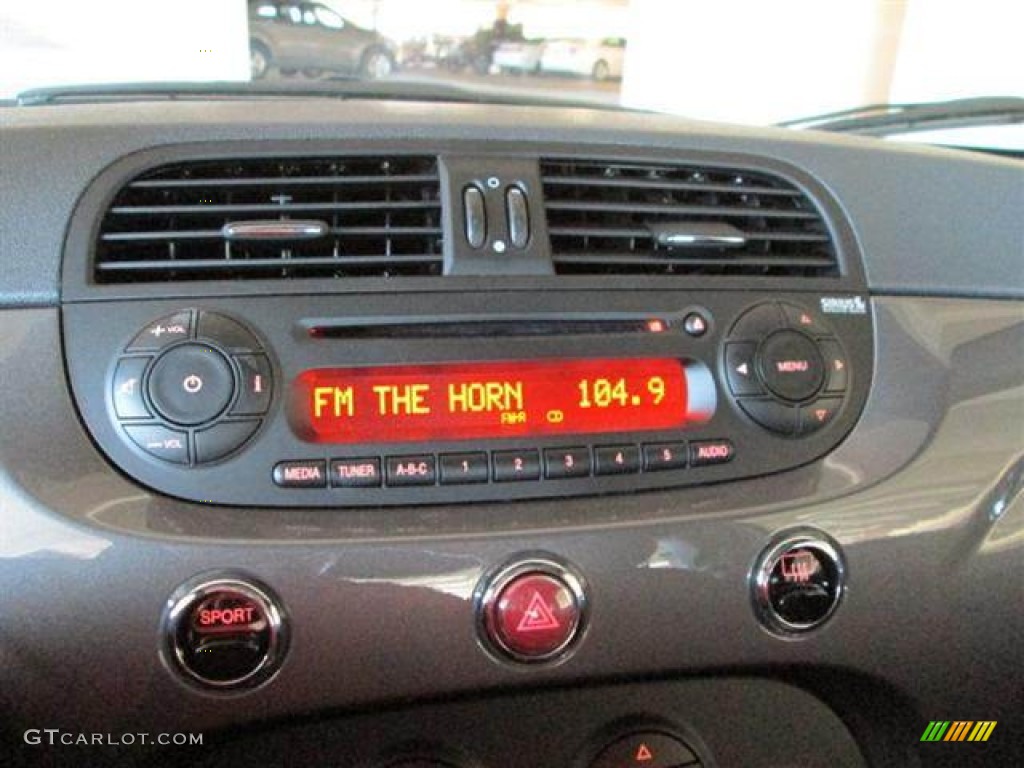 SIRIUS
+ VOL
- VOL
MENU
FM THE HORN 104.9
FM-A CD
MEDIA TUNER A-B-C 1 2 3 4 5 AUDIO
SPORT
GTCARLOT.COM